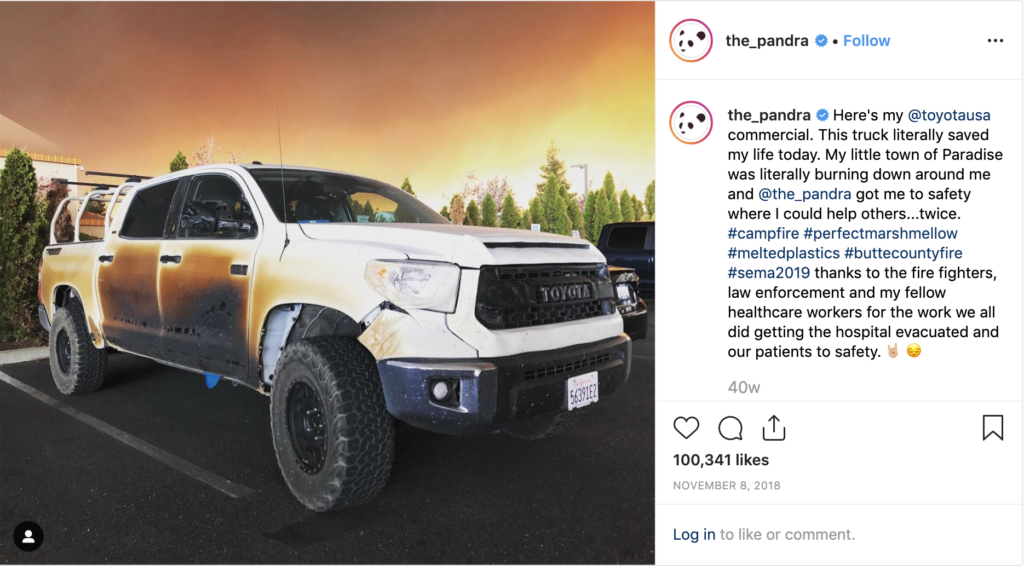 the_pandra • Follow
the_pandra Here's my @toyotausa
commercial. This truck literally saved
my life today. My little town of Paradise
was literally burning down around me
and @the_pandra got me to safety
where I could help others...twice.
#campfire #perfectmarshmellow
#meltedplastics #buttecountyfire
#sema2019 thanks to the fire fighters,
law enforcement and my fellow
healthcare workers for the work we all
did getting the hospital evacuated and
our patients to safety. 🤘🏼 😔
40w
100,341 likes
NOVEMBER 8, 2018
Log in to like or comment.
TOYOTA
California
56391E2